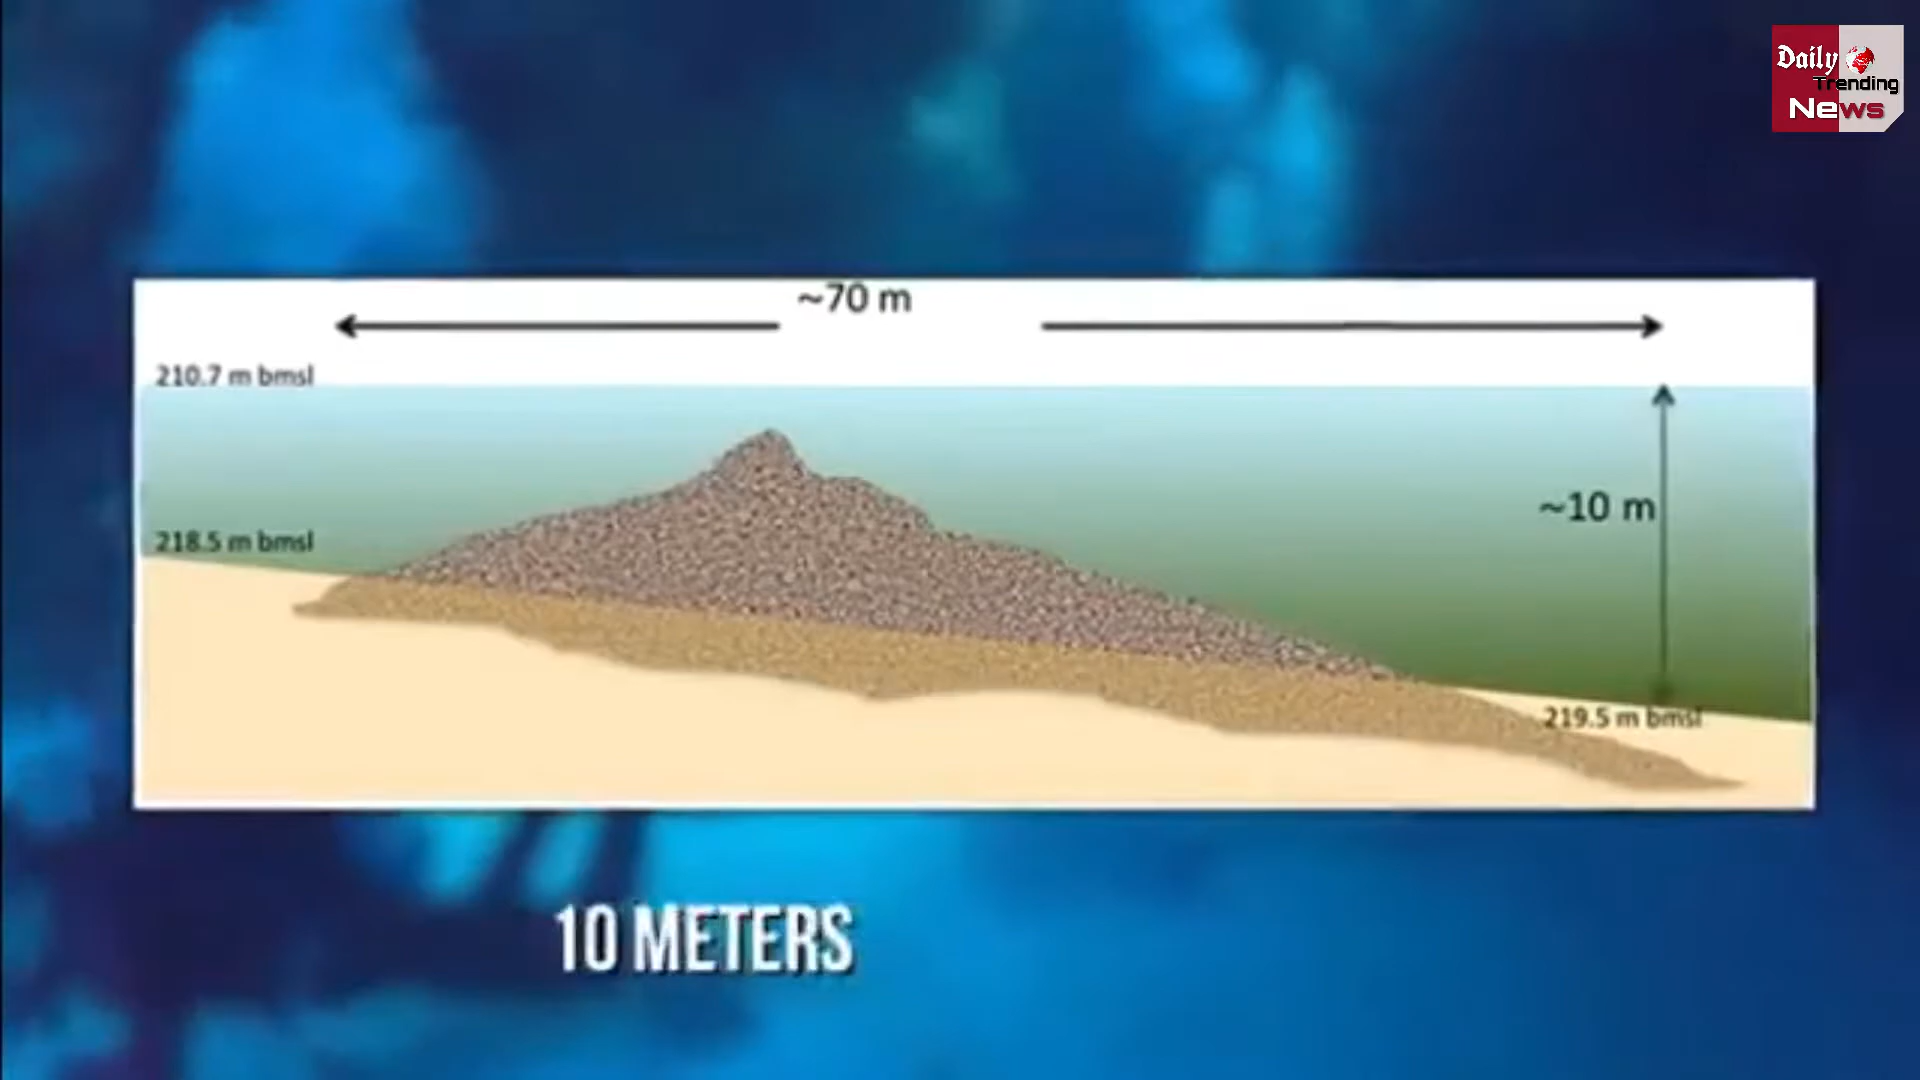 Daily
Trending
News
~70 m
210.7 m bmsl
~10 m
218.5 m bmsl
219.5 m bmsl
10 METERS